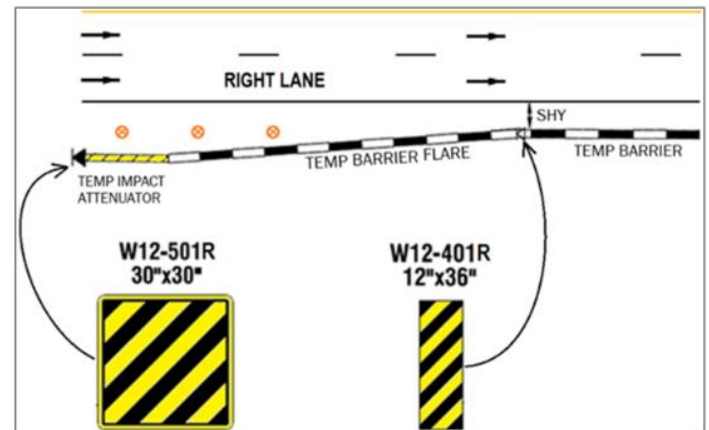 RIGHT LANE
SHY
TEMP BARRIER FLARE
TEMP BARRIER
TEMP IMPACT
ATTENUATOR
W12-501R
30"x30"
W12-401R
12"x36"